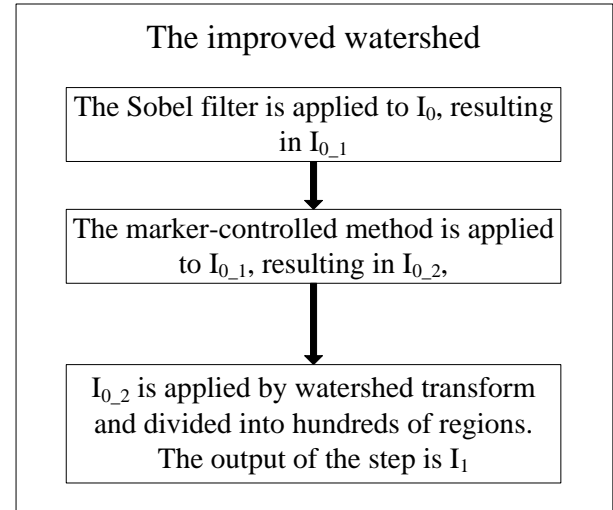 The improved watershed
The Sobel filter is applied to I₀, resulting
in I₀_₁
The marker-controlled method is applied
to I₀_₁, resulting in I₀_₂,
I₀_₂ is applied by watershed transform
and divided into hundreds of regions.
The output of the step is I₁